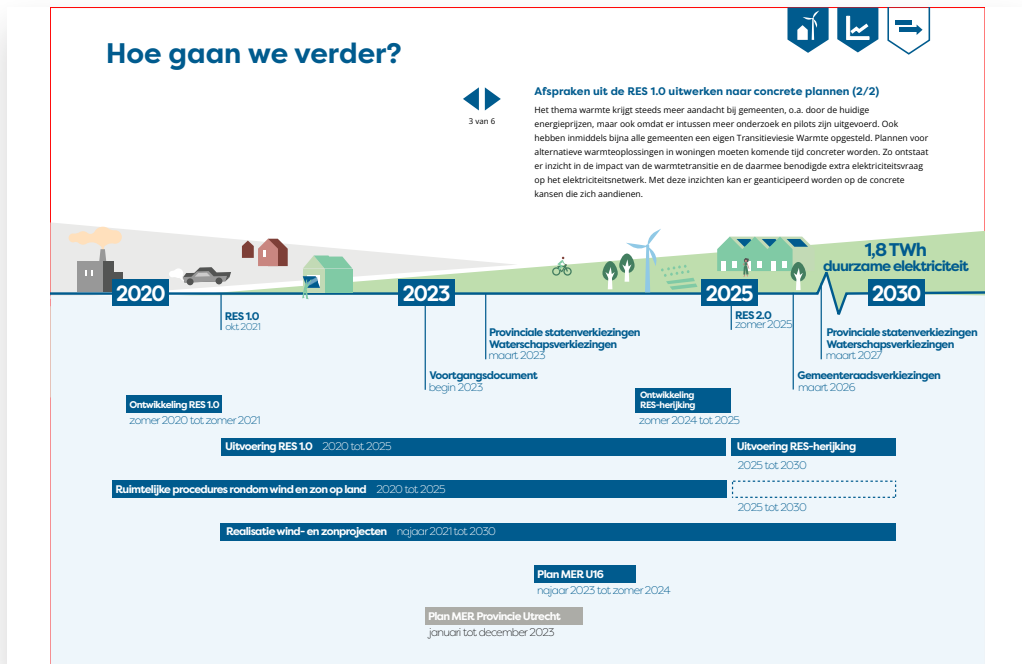 Hoe gaan we verder?
3 van 6
Afspraken uit de RES 1.0 uitwerken naar concrete plannen (2/2)
Het thema warmte krijgt steeds meer aandacht bij gemeenten, o.a. door de huidige
energieprijzen, maar ook omdat er intussen meer onderzoek en pilots zijn uitgevoerd. Ook
hebben inmiddels bijna alle gemeenten een eigen Transitieviesie Warmte opgesteld. Plannen voor
alternatieve warmteoplossingen in woningen moeten komende tijd concreter worden. Zo ontstaat
er inzicht in de impact van de warmtetransitie en de daarmee benodigde extra elektriciteitsvraag
op het elektriciteitsnetwerk. Met deze inzichten kan er geanticipeerd worden op de concrete
kansen die zich aandienen.
1,8 TWh
duurzame elektriciteit
2020
2023
2025
2030
RES 1.0
okt 2021
RES 2.0
zomer 2025
Provinciale statenverkiezingen
Waterschapsverkiezingen
maart 2023
Provinciale statenverkiezingen
Waterschapsverkiezingen
maart 2027
Voortgangsdocument
begin 2023
Gemeenteraadsverkiezingen
maart 2026
Ontwikkeling RES 1.0
zomer 2020 tot zomer 2021
Ontwikkeling
RES-herijking
zomer 2024 tot 2025
Uitvoering RES 1.0 2020 tot 2025
Uitvoering RES-herijking
2025 tot 2030
Ruimtelijke procedures rondom wind en zon op land 2020 tot 2025
2025 tot 2030
Realisatie wind- en zonprojecten najaar 2021 tot 2030
Plan MER U16
najaar 2023 tot zomer 2024
Plan MER Provincie Utrecht
januari tot december 2023